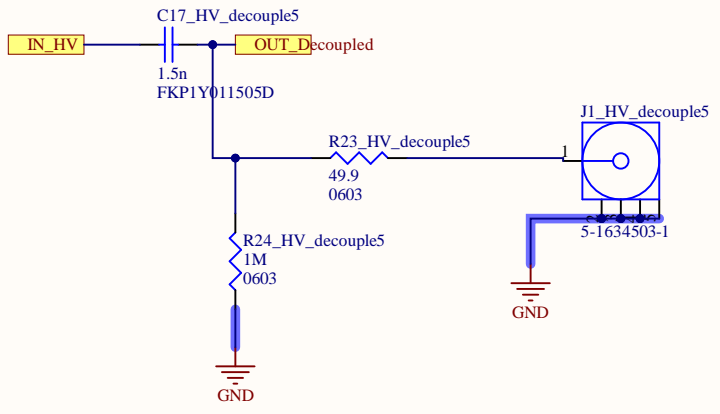 C17_HV_decouple5
IN_HV
OUT_Decoupled
1.5n
FKP1Y011505D
J1_HV_decouple5
R23_HV_decouple5
1
49.9
0603
R24_HV_decouple5
1M
0603
5-1634503-1
GND
GND